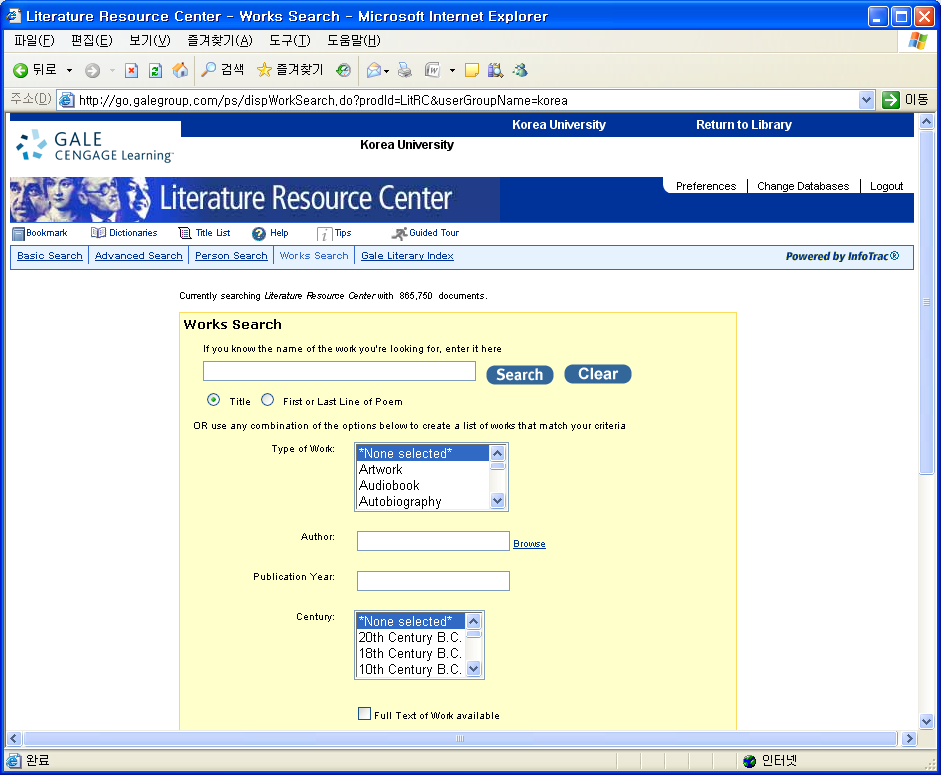 Literature Resource Center - Works Search - Microsoft Internet Explorer
파일(F) 편집(E) 보기(V) 즐겨찾기(A) 도구(T) 도움말(H)
뒤로 검색 즐겨찾기
주소(D) http://go.galegroup.com/ps/dispWorkSearch.do?prodId=LitRC&userGroupName=korea 이동
Korea University Return to Library
GALE
CENGAGE Learning™
Korea University
Literature Resource Center
Preferences Change Databases Logout
Bookmark Dictionaries Title List Help Tips Guided Tour
Basic Search Advanced Search Person Search Works Search Gale Literary Index Powered by InfoTrac®
Currently searching Literature Resource Center with 865,750 documents.
Works Search
If you know the name of the work you're looking for, enter it here
Search Clear
Title First or Last Line of Poem
OR use any combination of the options below to create a list of works that match your criteria
Type of Work: *None selected*
Artwork
Audiobook
Autobiography
Author: Browse
Publication Year:
Century: *None selected*
20th Century B.C.
18th Century B.C.
10th Century B.C.
Full Text of Work available
완료 인터넷